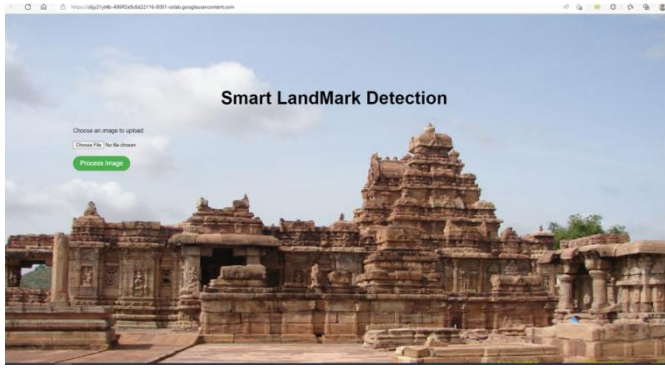 Smart LandMark Detection
Choose an image to upload
Choose File No file chosen
Process Image